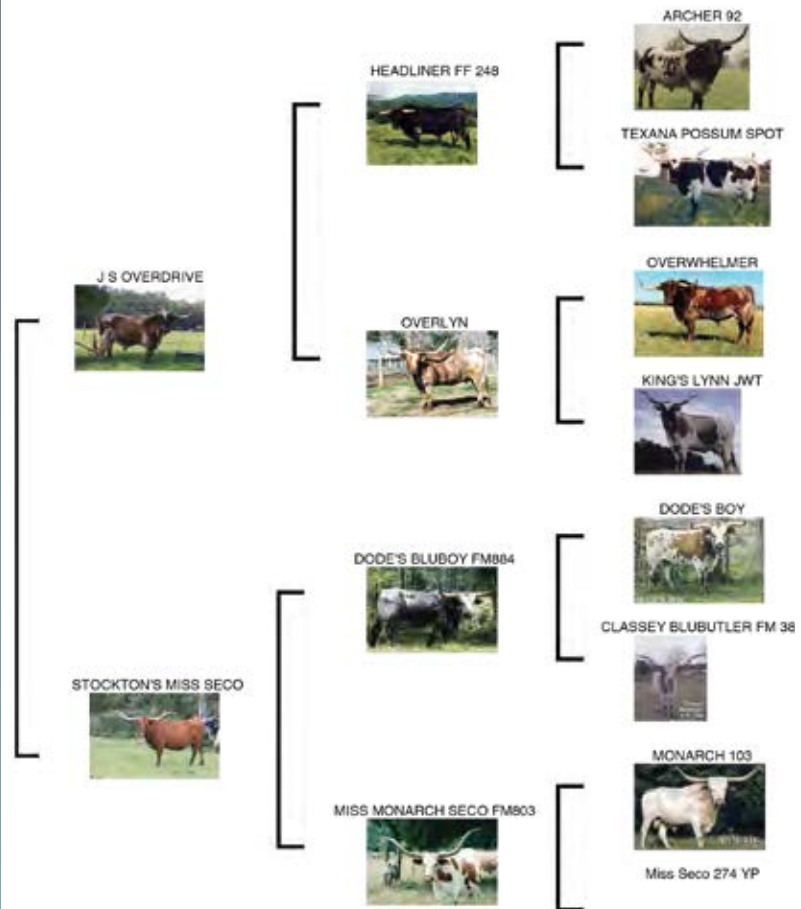 ARCHER 92
HEADLINER FF 248
TEXANA POSSUM SPOT
J S OVERDRIVE
OVERWHELMER
OVERLYN
KING'S LYNN JWT
DODE'S BOY
DODE'S BLUBOY FM884
CLASSEY BLUBUTLER FM 38
STOCKTON'S MISS SECO
MONARCH 103
MISS MONARCH SECO FM803
Miss Seco 274 YP